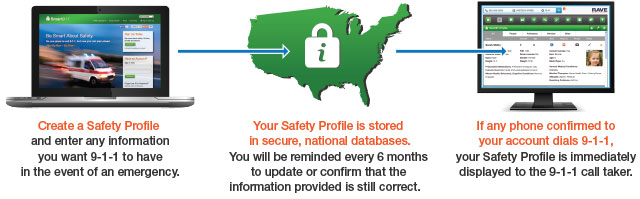 Smart911
Be Smart About Safety
RAVE
Create a Safety Profile
and enter any information
you want 9-1-1 to have
in the event of an emergency.
Your Safety Profile is stored
in secure, national databases.
You will be reminded every 6 months
to update or confirm that the
information provided is still correct.
If any phone confirmed to
your account dials 9-1-1,
your Safety Profile is immediately
displayed to the 9-1-1 call taker.